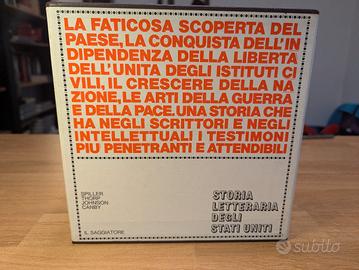 LA FATICOSA SCOPERTA DEL
PAESE, LA CONQUISTA DELL'IN
DIPENDENZA DELLA LIBERTA
DELL'UNITA DEGLI ISTITUTI CI
VILI, IL CRESCERE DELLA NA
ZIONE, LE ARTI DELLA GUERRA
E DELLA PACE. UNA STORIA CHE
HA NEGLI SCRITTORI E NEGLI
INTELLETTUALI I TESTIMONI
PIU PENETRANTI E ATTENDIBILI
SPILLER
THORP
JOHNSON
CANBY
STORIA
LETTERARIA
DEGLI
STATI UNITI
IL SAGGIATORE
subito